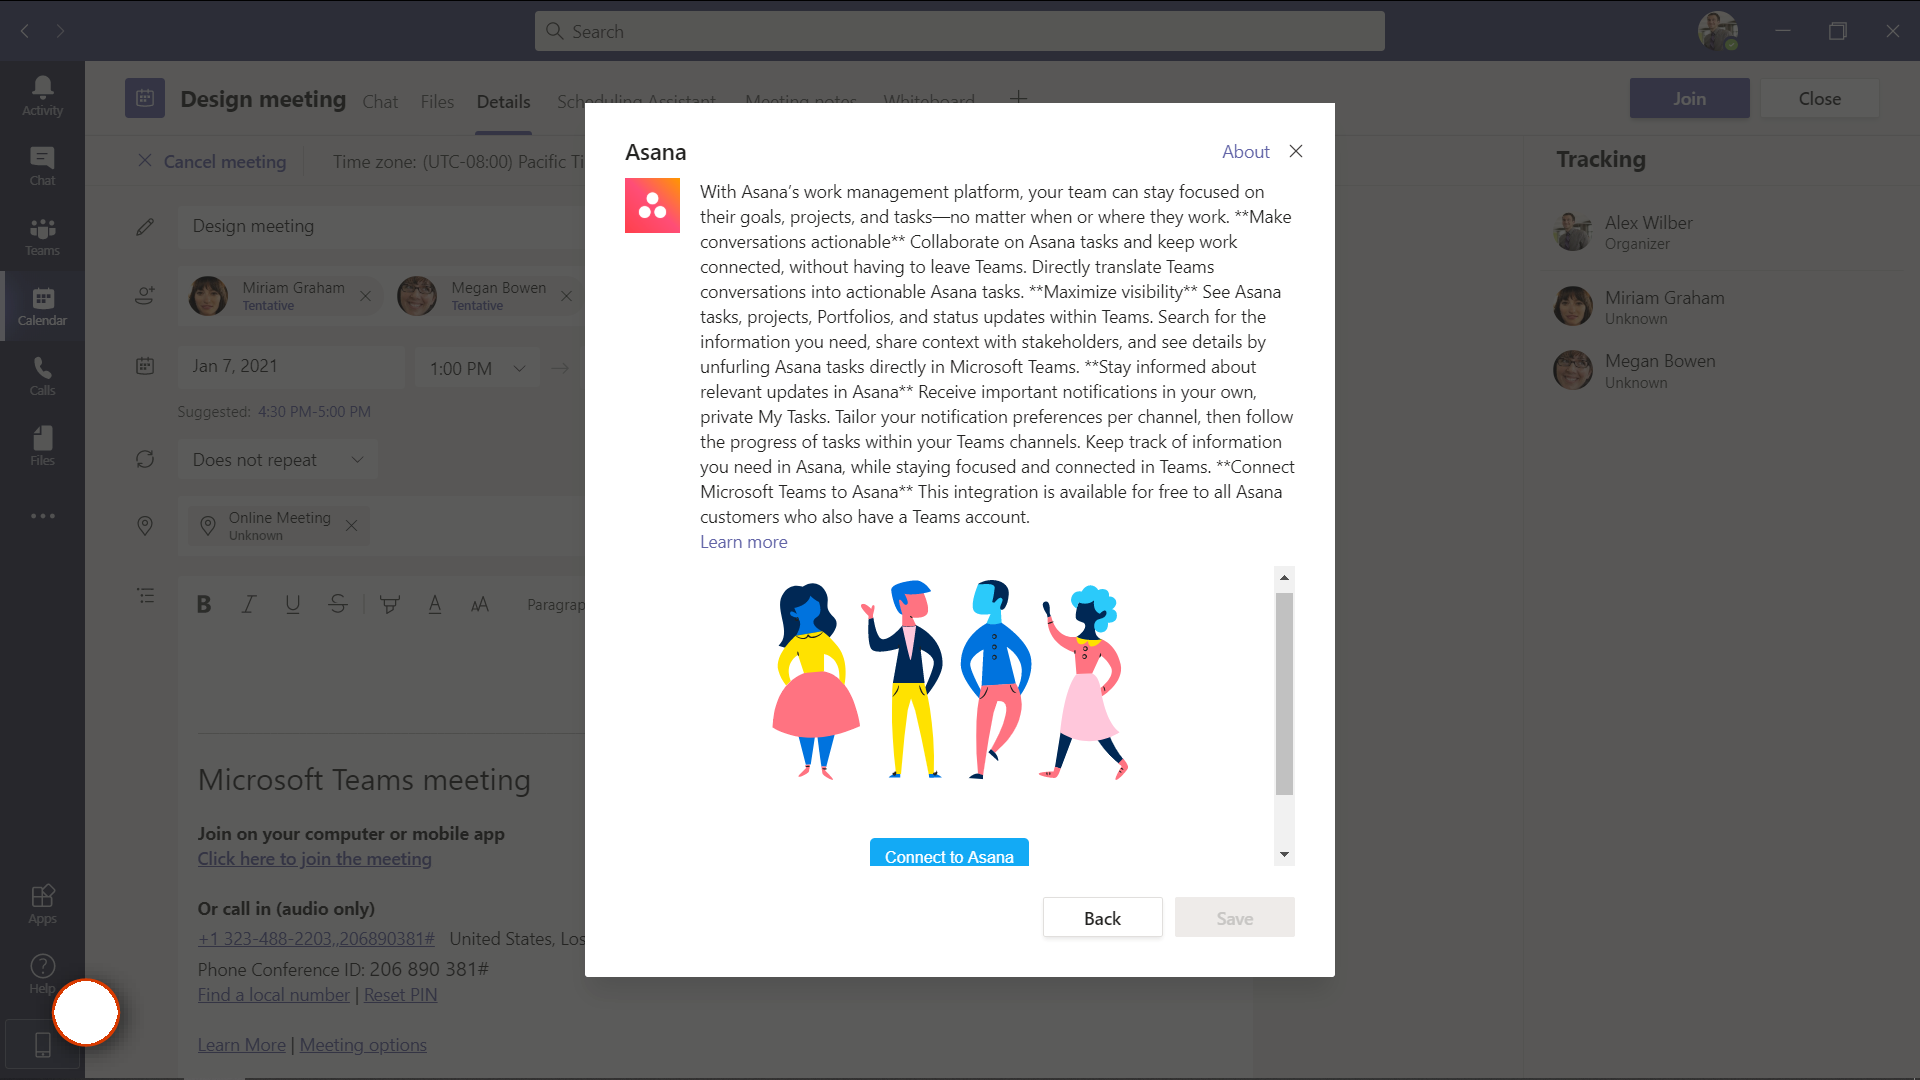 Search
Activity
Chat
Teams
Calendar
Calls
Files
Apps
Help
Design meeting
Chat
Files
Details
Scheduling Assistant
Meeting notes
Whiteboard
Join
Close
Cancel meeting
Time zone: (UTC-08:00) Pacific Ti
Design meeting
Miriam Graham
Tentative
Megan Bowen
Tentative
Jan 7, 2021
1:00 PM
Suggested: 4:30 PM-5:00 PM
Does not repeat
Online Meeting
Unknown
Paragrap
Microsoft Teams meeting
Join on your computer or mobile app
Click here to join the meeting
Or call in (audio only)
+1 323-488-2203,,206890381# United States, Los
Phone Conference ID: 206 890 381#
Find a local number | Reset PIN
Learn More | Meeting options
Asana
About
With Asana’s work management platform, your team can stay focused on
their goals, projects, and tasks—no matter when or where they work. **Make
conversations actionable** Collaborate on Asana tasks and keep work
connected, without having to leave Teams. Directly translate Teams
conversations into actionable Asana tasks. **Maximize visibility** See Asana
tasks, projects, Portfolios, and status updates within Teams. Search for the
information you need, share context with stakeholders, and see details by
unfurling Asana tasks directly in Microsoft Teams. **Stay informed about
relevant updates in Asana** Receive important notifications in your own,
private My Tasks. Tailor your notification preferences per channel, then follow
the progress of tasks within your Teams channels. Keep track of information
you need in Asana, while staying focused and connected in Teams. **Connect
Microsoft Teams to Asana** This integration is available for free to all Asana
customers who also have a Teams account.
Learn more
Connect to Asana
Back
Save
Tracking
Alex Wilber
Organizer
Miriam Graham
Unknown
Megan Bowen
Unknown